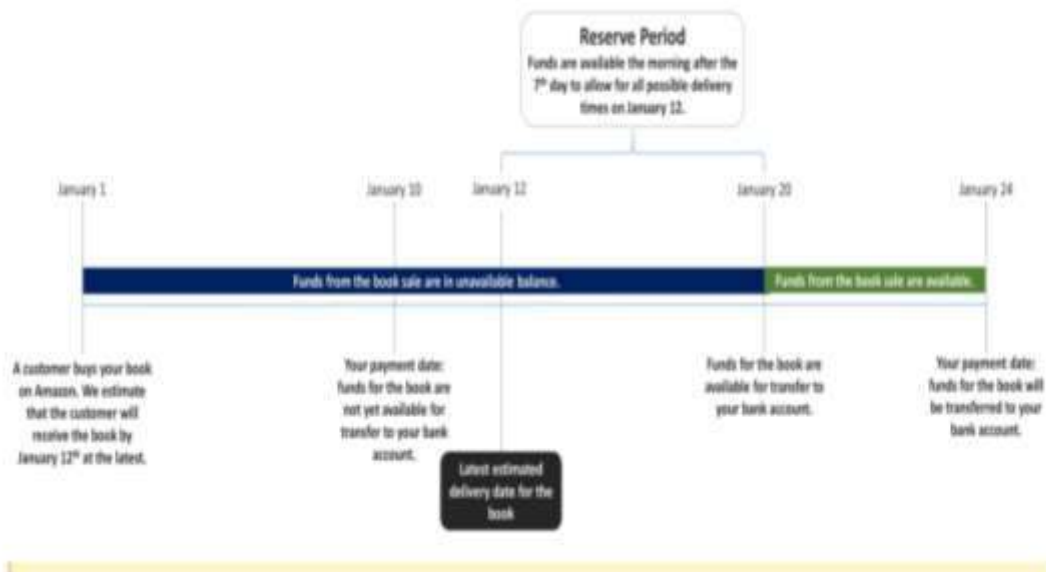 Reserve Period
Funds are available the morning after the
7th day to allow for all possible delivery
times on January 12.
January 1
January 10
January 12
January 20
January 24
Funds from the book sale are in unavailable balance.
Funds from the book sale are available.
A customer buys your book
on Amazon. We estimate
that the customer will
receive the book by
January 12th at the latest.
Your payment date:
funds for the book are
not yet available for
transfer to your bank
account.
Latest estimated
delivery date for the
book
Funds for the book are
available for transfer to
your bank account.
Your payment date:
funds for the book will
be transferred to your
bank account.